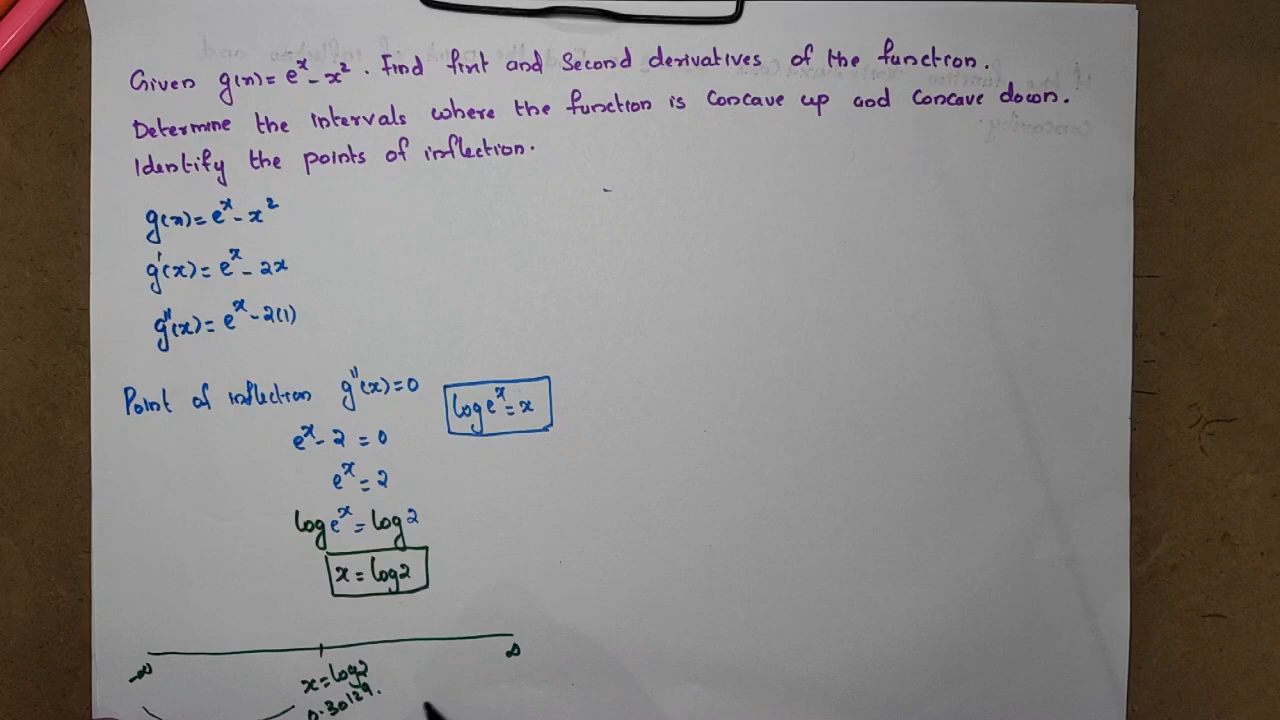 Given g(x) = e^x - x^2. Find first and Second derivatives of the function.
Determine the intervals where the function is concave up and concave down.
Identify the points of inflection.
g(x) = e^x - x^2
g'(x) = e^x - 2x
g''(x) = e^x - 2(1)
Point of inflection g''(x) = 0
log e^x = x
e^x - 2 = 0
e^x = 2
log e^x = log 2
x = log 2
-∞
∞
x = log 2
0.30129.